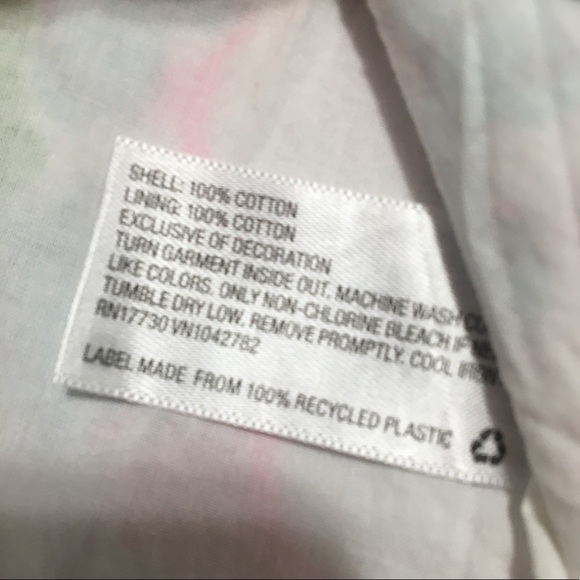 SHELL: 100% COTTON
LINING: 100% COTTON
EXCLUSIVE OF DECORATION
TURN GARMENT INSIDE OUT, MACHINE WASH
LIKE COLORS. ONLY NON-CHLORINE BLEACH
TUMBLE DRY LOW, REMOVE PROMPTLY. COOL IRON
RN17730 VN1042782
LABEL MADE FROM 100% RECYCLED PLASTIC